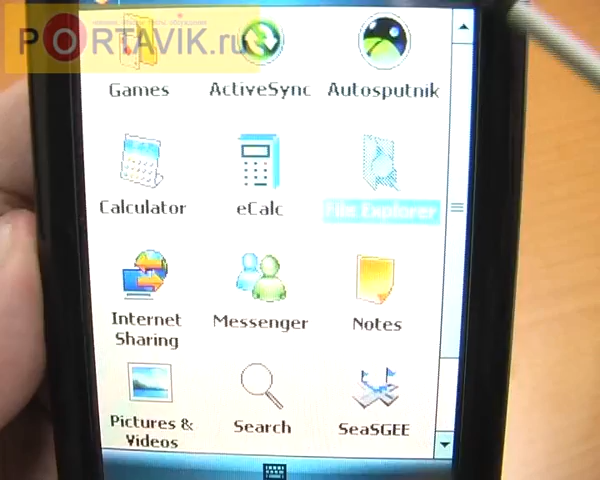 PORTAVIK.ru
Games
ActiveSync
Autosputnik
Calculator
eCalc
File Explorer
Internet
Sharing
Messenger
Notes
Pictures &
Videos
Search
SeaSGEE